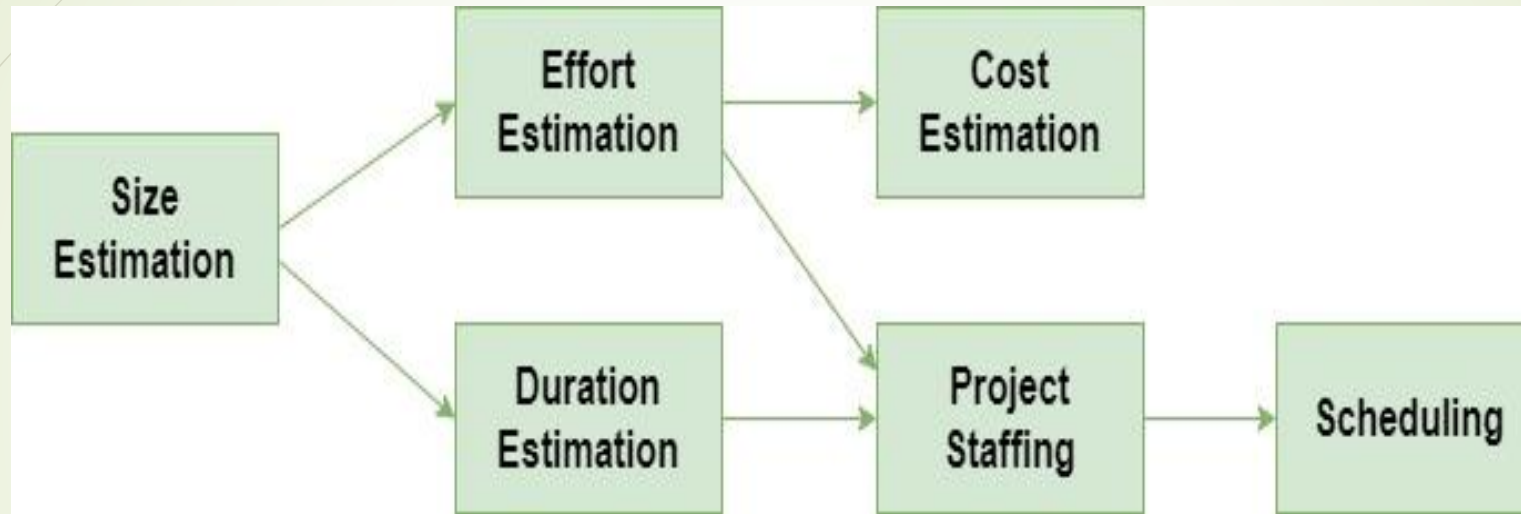 Size
Estimation
Effort
Estimation
Cost
Estimation
Duration
Estimation
Project
Staffing
Scheduling